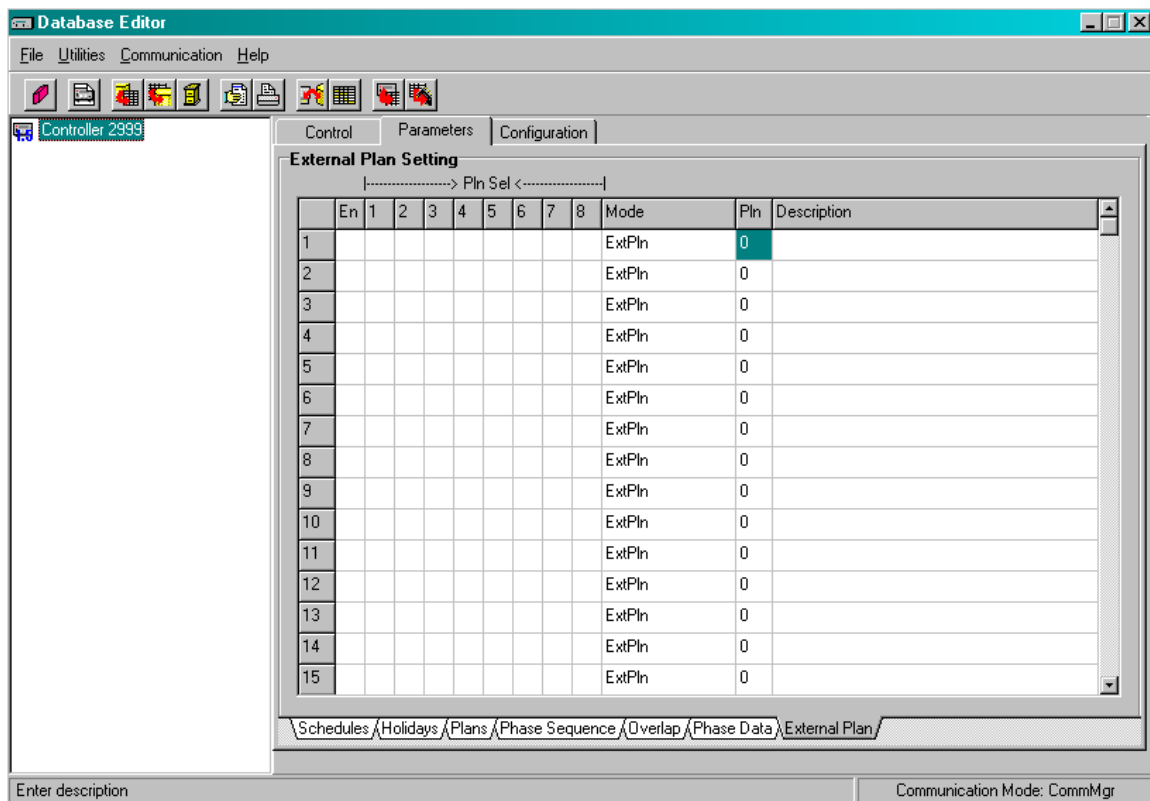 Database Editor
File Utilities Communication Help
Controller 2999
Control Parameters Configuration
External Plan Setting
|-------------------> Pln Sel <------------------|
En 1 2 3 4 5 6 7 8 Mode Pln Description
1 ExtPln 0
2 ExtPln 0
3 ExtPln 0
4 ExtPln 0
5 ExtPln 0
6 ExtPln 0
7 ExtPln 0
8 ExtPln 0
9 ExtPln 0
10 ExtPln 0
11 ExtPln 0
12 ExtPln 0
13 ExtPln 0
14 ExtPln 0
15 ExtPln 0
Schedules Holidays Plans Phase Sequence Overlap Phase Data External Plan
Enter description Communication Mode: CommMgr